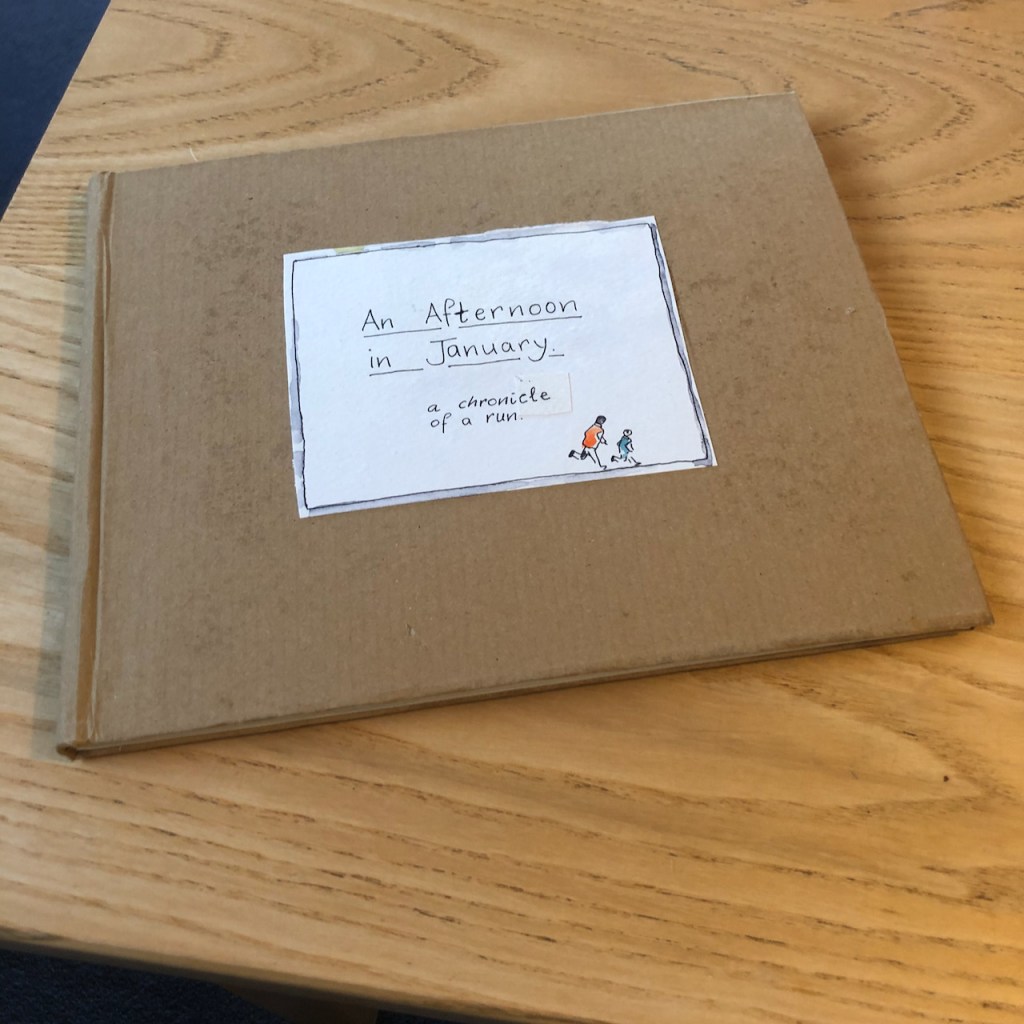 An Afternoon
in January.
a chronicle
of a run.